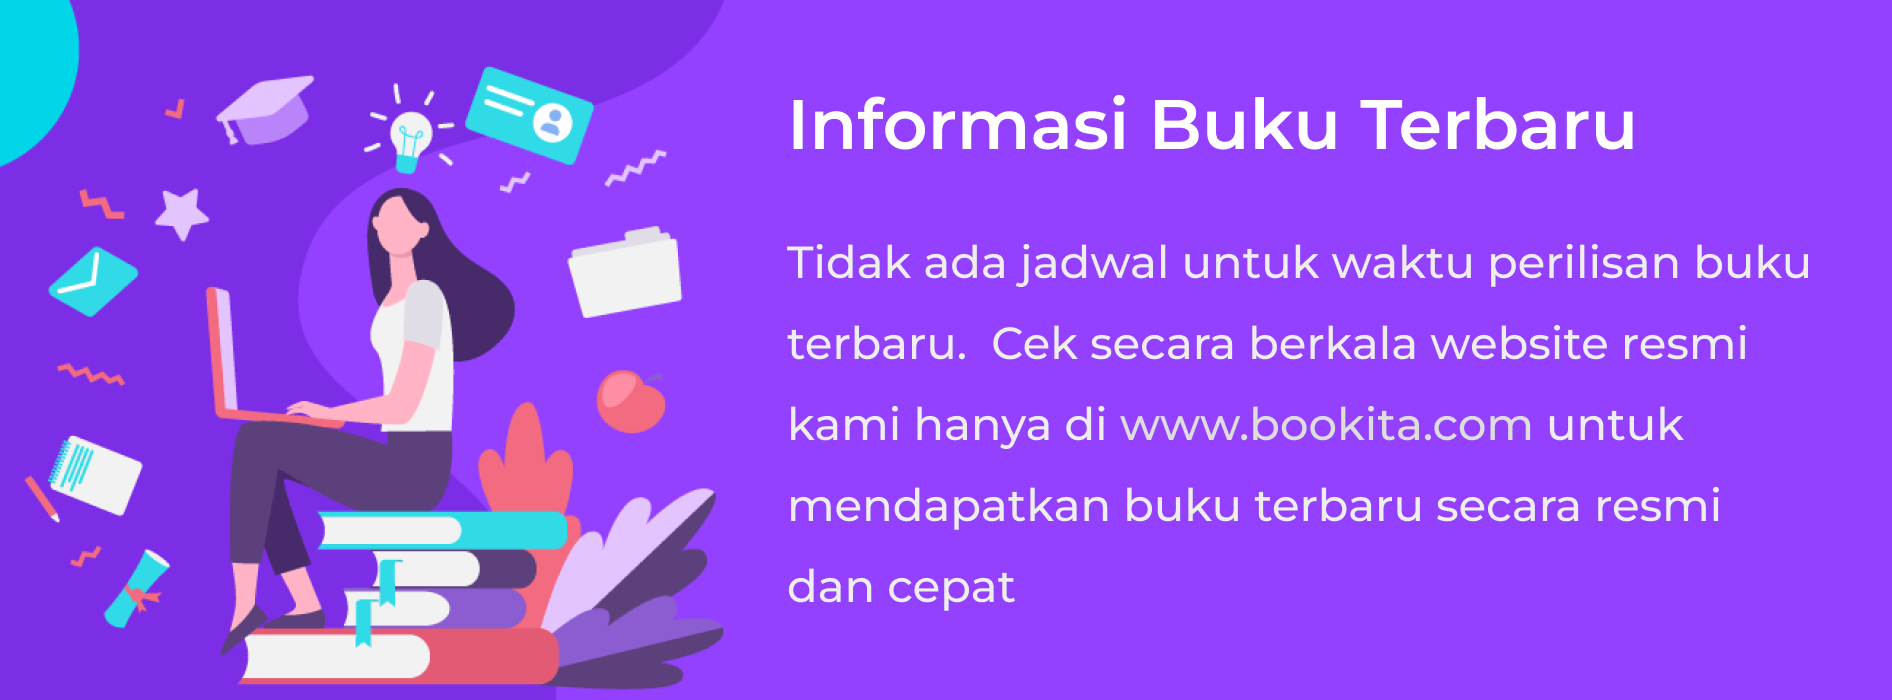 Informasi Buku Terbaru
Tidak ada jadwal untuk waktu perilisan buku
terbaru.  Cek secara berkala website resmi
kami hanya di www.bookita.com untuk
mendapatkan buku terbaru secara resmi
dan cepat